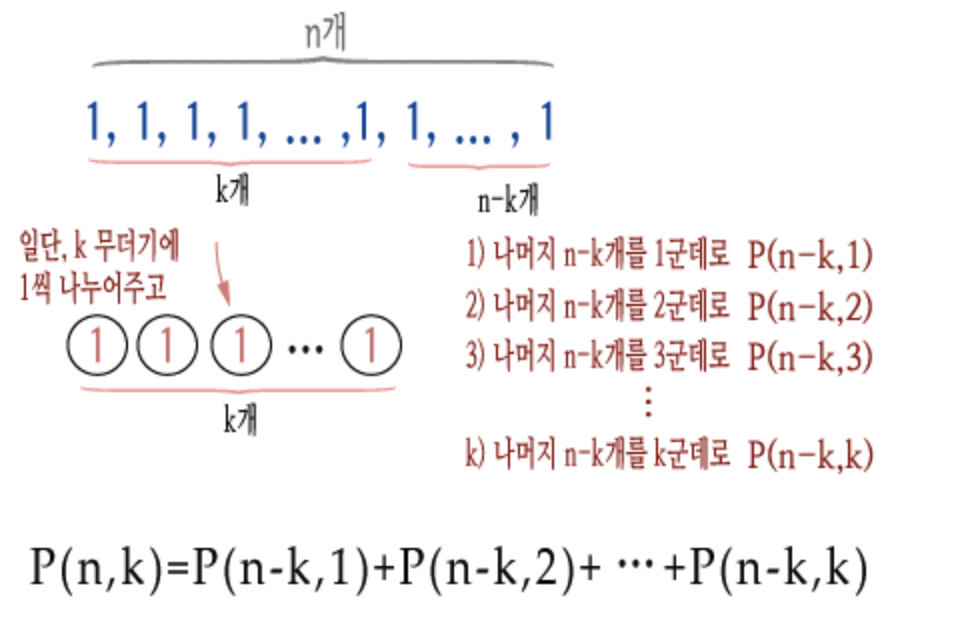 n개
1, 1, 1, 1, ... ,1, 1, ... , 1
k개
n-k개
일단, k 무더기에
1씩 나누어주고
1 1 1 ... 1
k개
1) 나머지 n-k개를 1군데로 P(n-k,1)
2) 나머지 n-k개를 2군데로 P(n-k,2)
3) 나머지 n-k개를 3군데로 P(n-k,3)
⋮
k) 나머지 n-k개를 k군데로 P(n-k,k)
P(n,k)=P(n-k,1)+P(n-k,2)+ ··· +P(n-k,k)